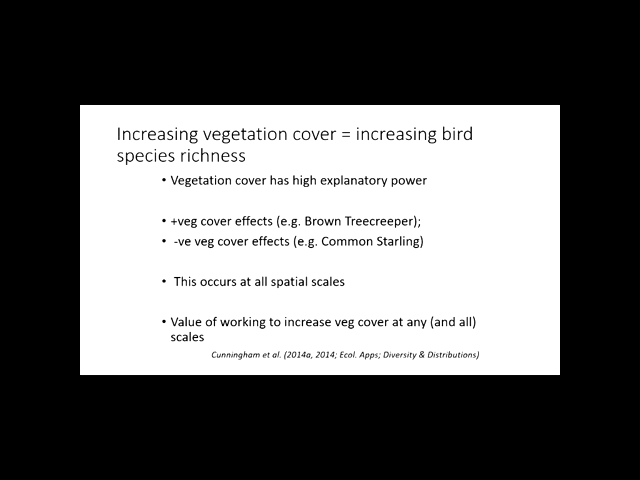 Increasing vegetation cover = increasing bird
species richness
• Vegetation cover has high explanatory power
• +veg cover effects (e.g. Brown Treecreeper);
• -ve veg cover effects (e.g. Common Starling)
• This occurs at all spatial scales
• Value of working to increase veg cover at any (and all)
scales
Cunningham et al. (2014a, 2014; Ecol. Apps; Diversity & Distributions)